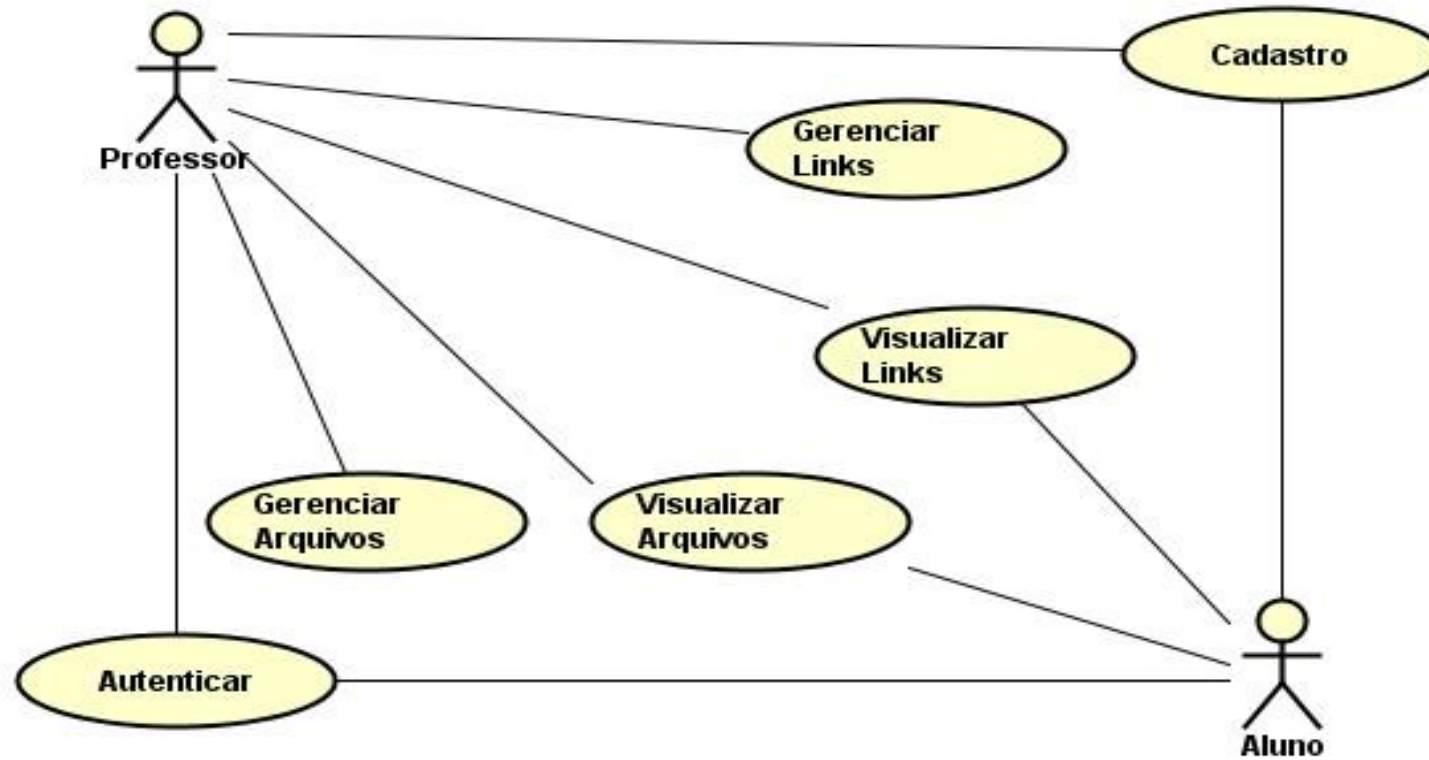 Cadastro
Gerenciar
Links
Professor
Visualizar
Links
Gerenciar
Arquivos
Visualizar
Arquivos
Autenticar
Aluno